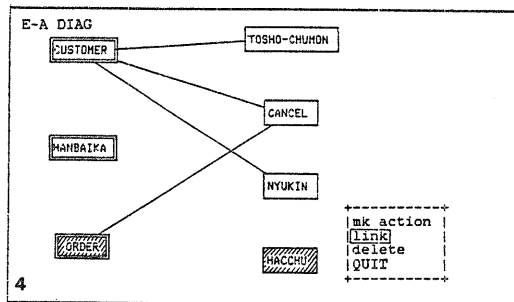 E-A DIAG
CUSTOMER
TOSHO-CHUMON
CANCEL
HANBAIKA
NYUKIN
ORDER
HACCHU
mk action
link
delete
QUIT
4